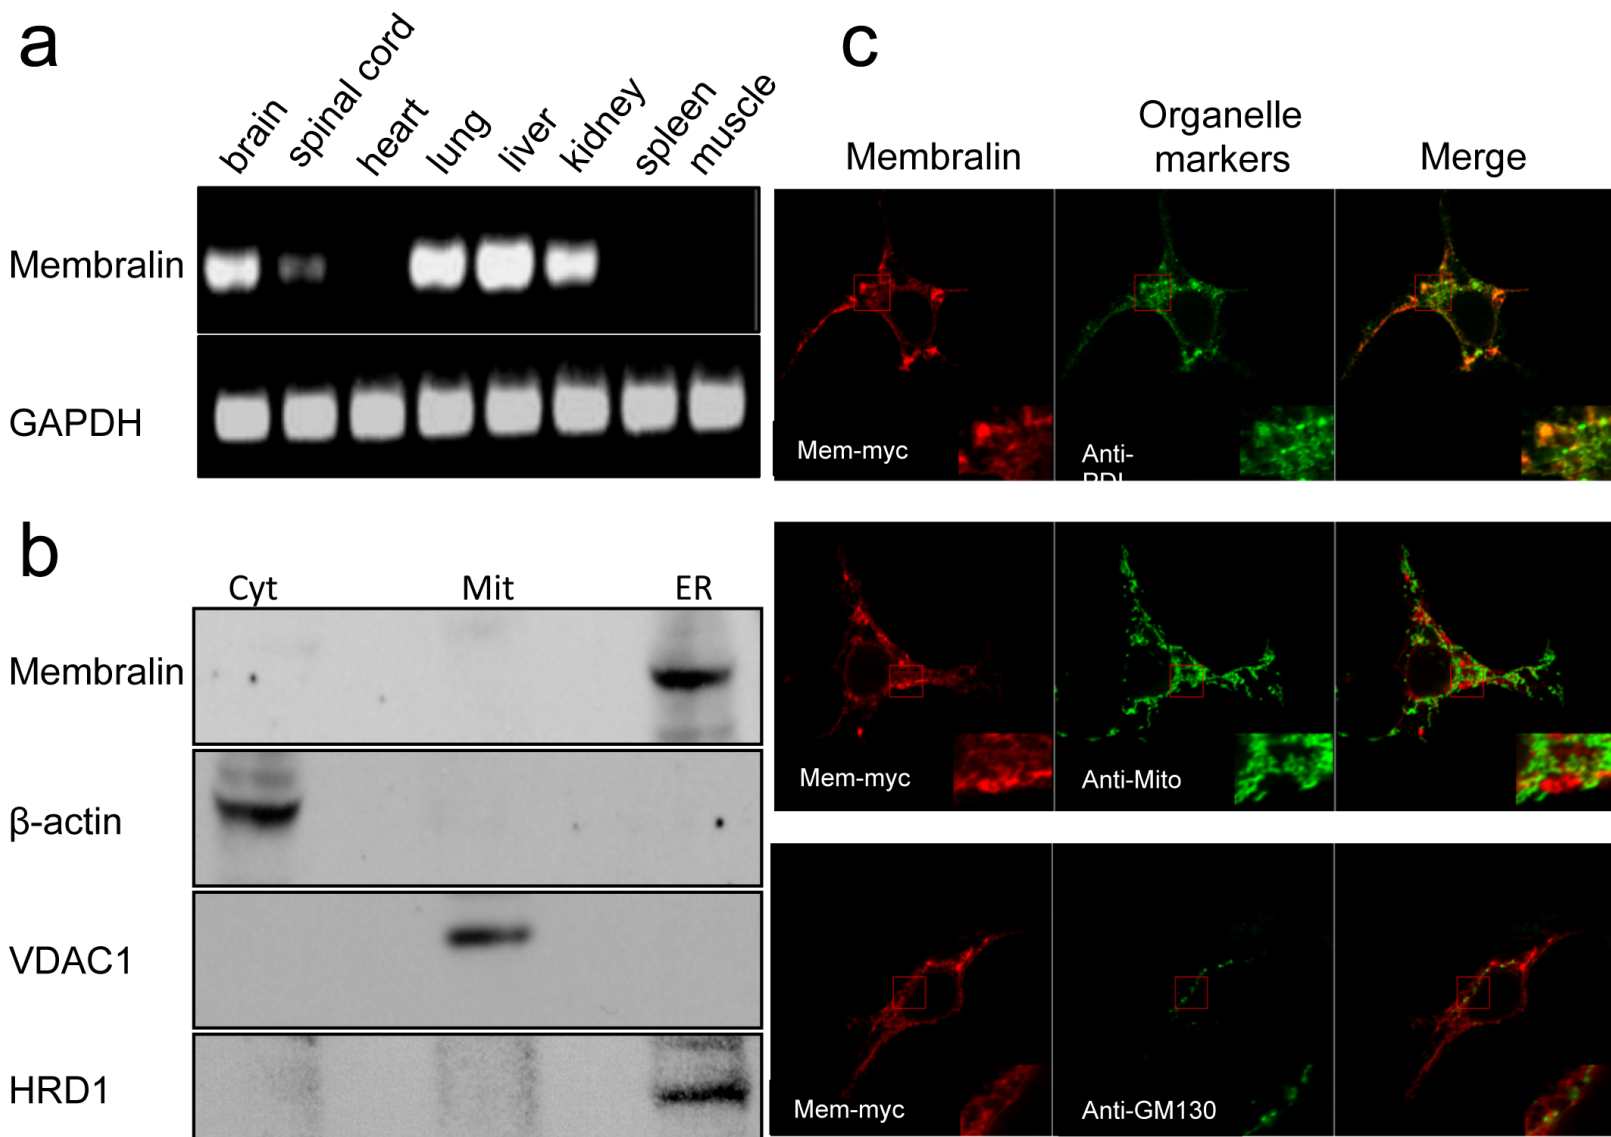 a
brain
spinal cord
heart
lung
liver
kidney
spleen
muscle
Membralin
GAPDH
b
Cyt Mit ER
Membralin
β-actin
VDAC1
HRD1
c
Membralin
Organelle
markers
Merge
Mem-myc
Anti-
Mem-myc
Anti-Mito
Mem-myc
Anti-GM130